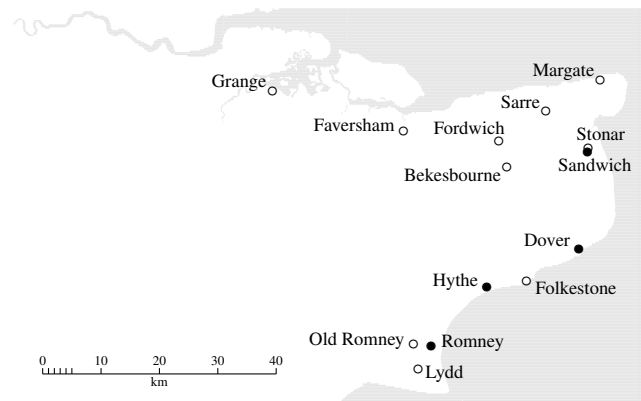 Margate
Grange
Sarre
Faversham
Fordwich
Stonar
Sandwich
Bekesbourne
Dover
Hythe
Folkestone
Old Romney
Romney
Lydd
0 10 20 30 40
km